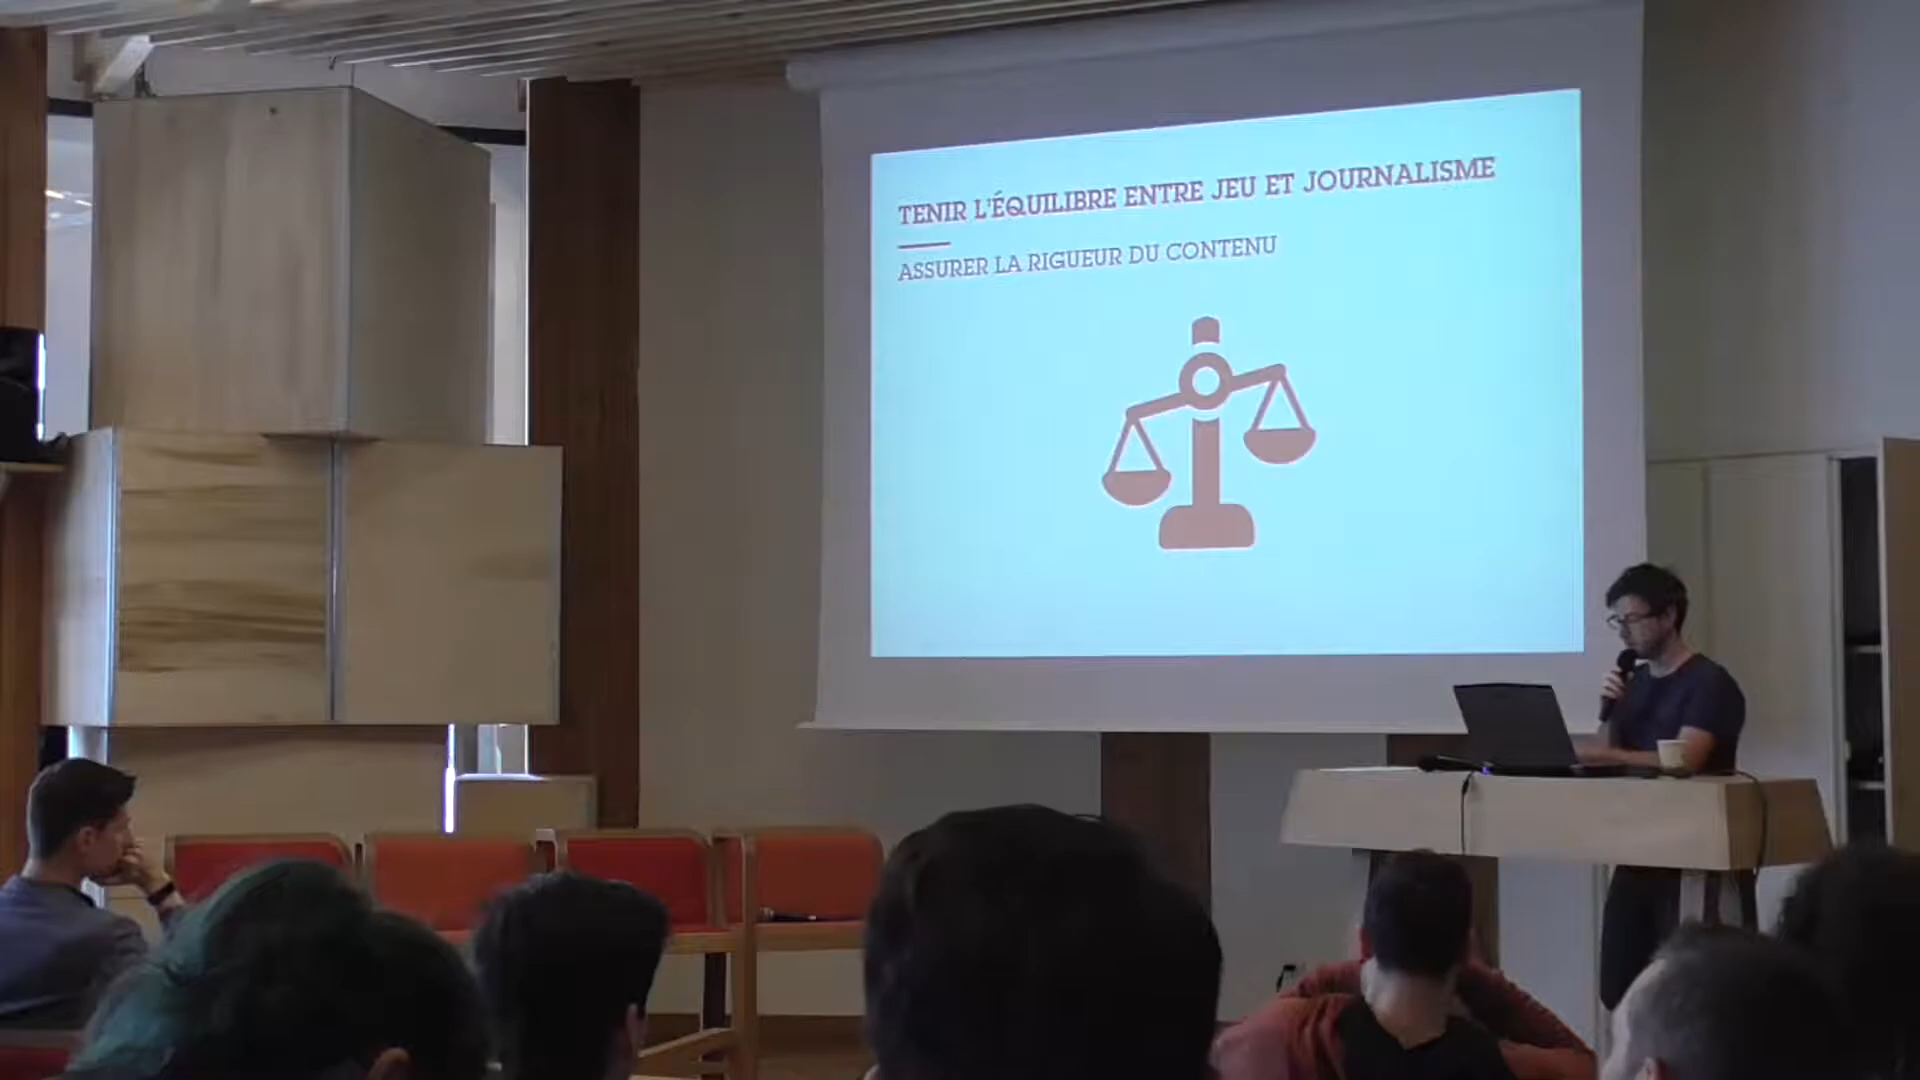 TENIR L'ÉQUILIBRE ENTRE JEU ET JOURNALISME
ASSURER LA RIGUEUR DU CONTENU